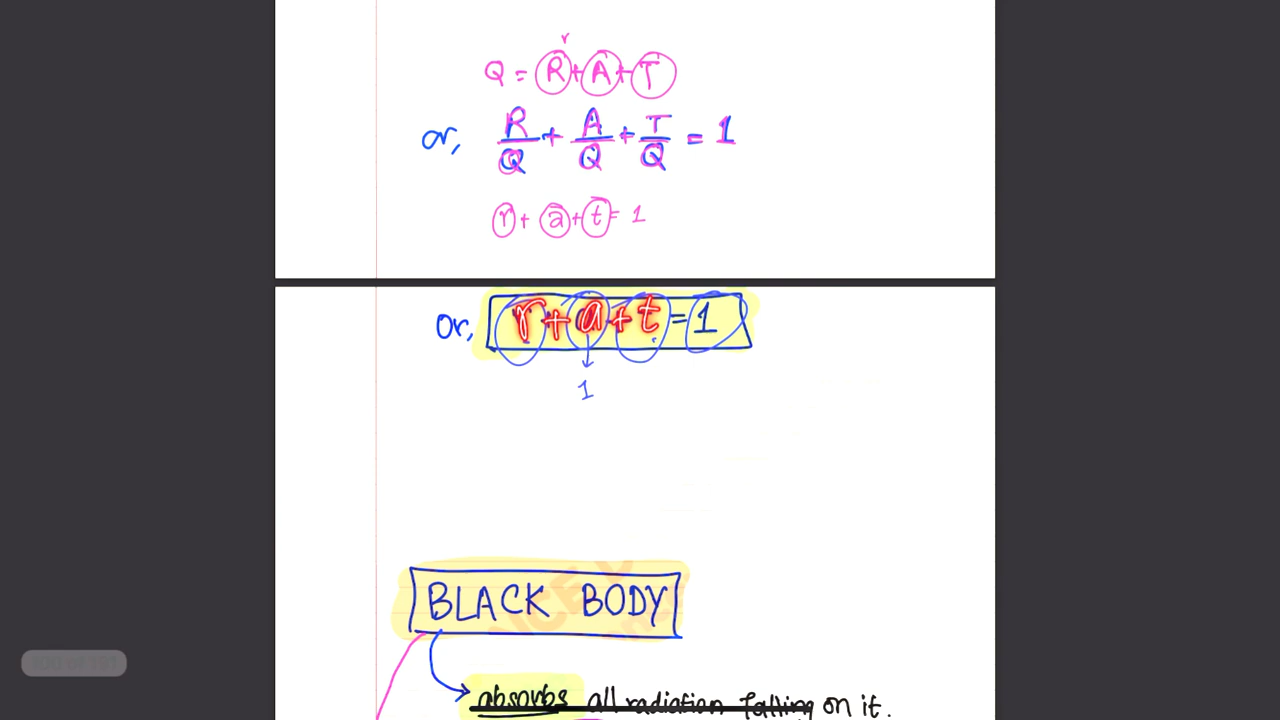 r
Q = R + A + T
or, R/Q + A/Q + T/Q = 1
r + a + t = 1
or, r + a + t = 1
1
BLACK BODY
absorbs all radiation falling on it.